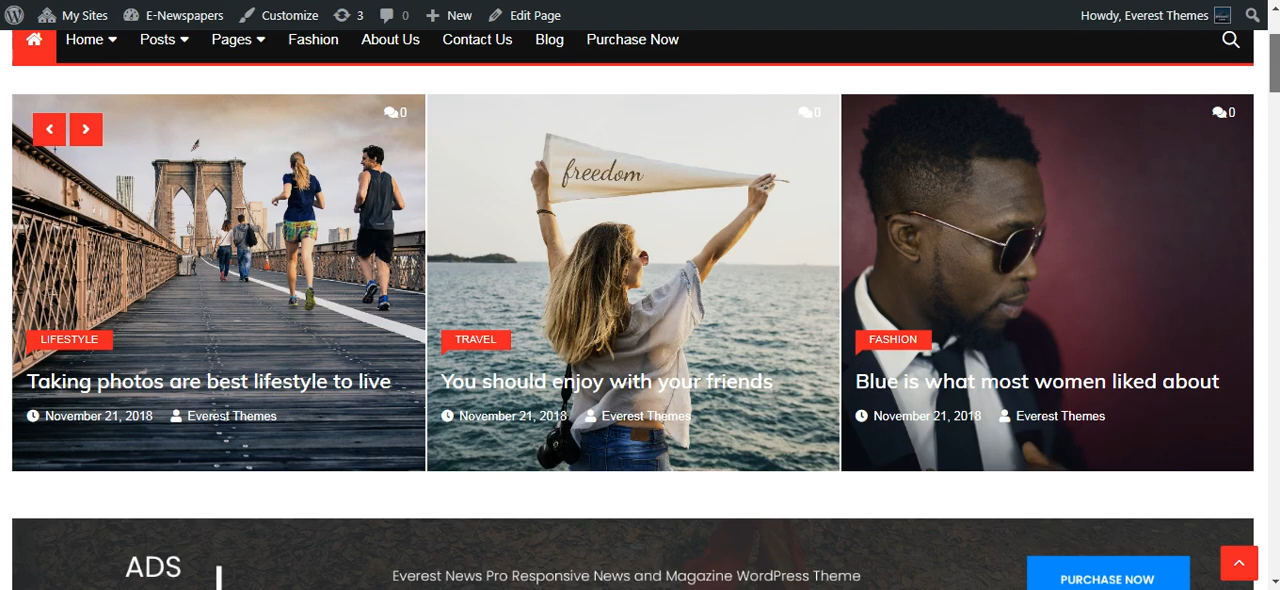 My Sites E-Newspapers Customize 3 0 New Edit Page Howdy, Everest Themes
Home Posts Pages Fashion About Us Contact Us Blog Purchase Now
0
freedom
LIFESTYLE
Taking photos are best lifestyle to live
November 21, 2018 Everest Themes
0
TRAVEL
You should enjoy with your friends
November 21, 2018 Everest Themes
0
FASHION
Blue is what most women liked about
November 21, 2018 Everest Themes
ADS
Everest News Pro Responsive News and Magazine WordPress Theme
PURCHASE NOW